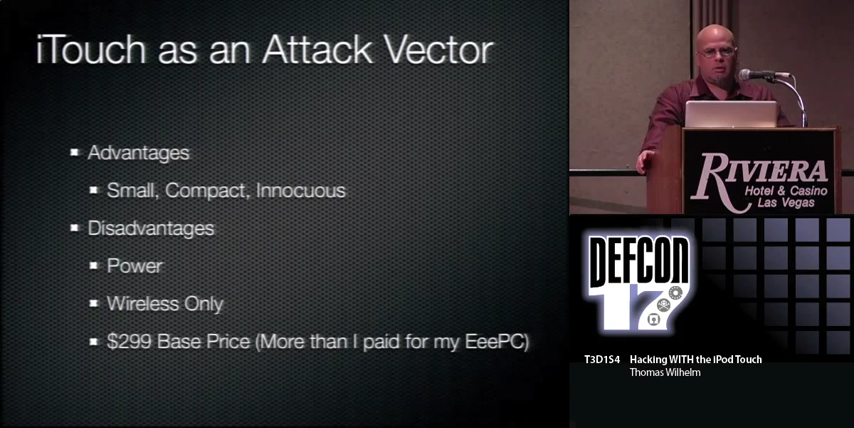 iTouch as an Attack Vector
Advantages
Small, Compact, Innocuous
Disadvantages
Power
Wireless Only
$299 Base Price (More than I paid for my EeePC)
RIVIERA
Hotel & Casino
Las Vegas
DEFCON
17
T3D1S4 Hacking WITH the iPod Touch
Thomas Wilhelm